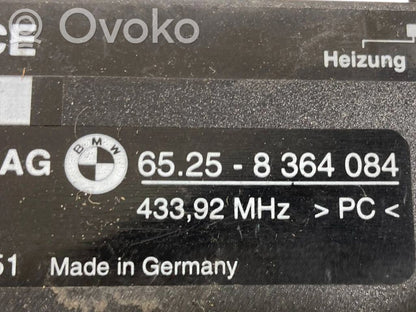 Ovoko
CE
Heizung
AG BMW 65.25 - 8 364 084
433,92 MHz > PC <
51 Made in Germany